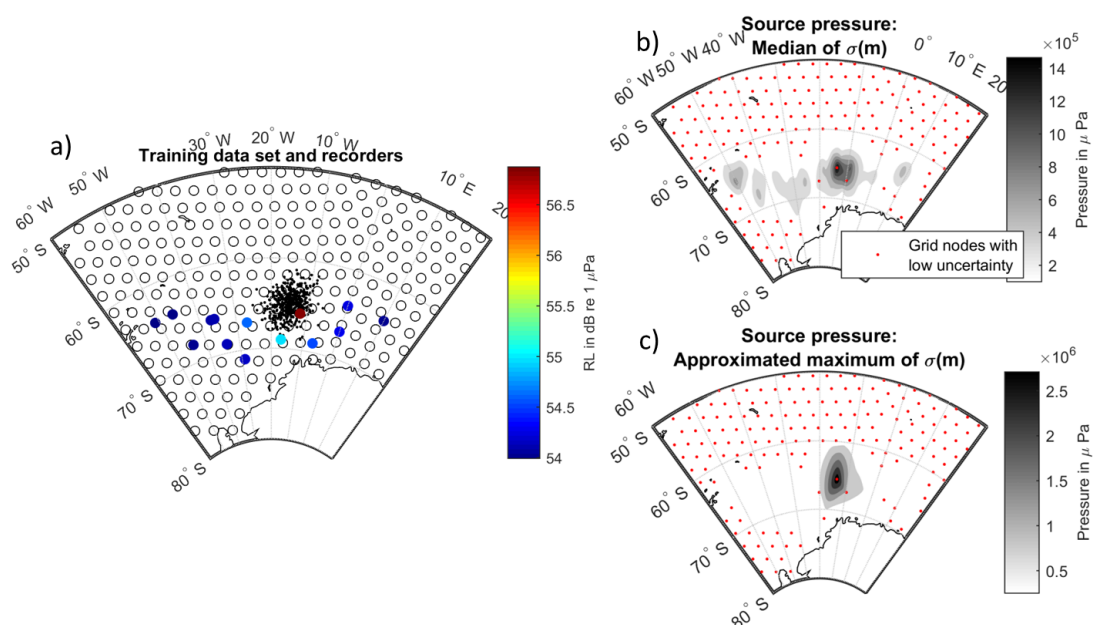 a)
Training data set and recorders
60° W
50° W
30° W
20° W
10° W
10° E
20
50° S
60° S
70° S
80° S
56.5
56
55.5
55
54.5
54
RL in dB re 1 μPa
b)
Source pressure:
Median of σ(m)
60° W
50° W
40° W
0°
10° E
20
50° S
60° S
70° S
80° S
×10⁵
14
12
10
8
6
4
2
Pressure in μ Pa
Grid nodes with
low uncertainty
c)
Source pressure:
Approximated maximum of σ(m)
60° W
50° S
60° S
70° S
80° S
×10⁶
2.5
2
1.5
1
0.5
Pressure in μ Pa